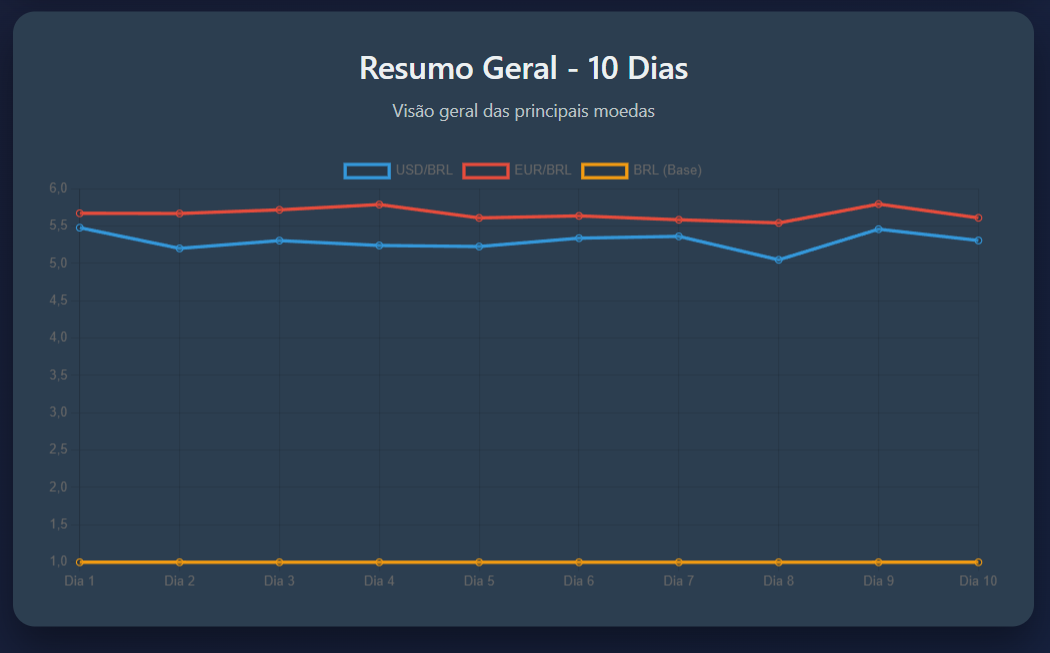 Resumo Geral - 10 Dias
Visão geral das principais moedas
USD/BRL EUR/BRL BRL (Base)
6,0
5,5
5,0
4,5
4,0
3,5
3,0
2,5
2,0
1,5
1,0
Dia 1 Dia 2 Dia 3 Dia 4 Dia 5 Dia 6 Dia 7 Dia 8 Dia 9 Dia 10